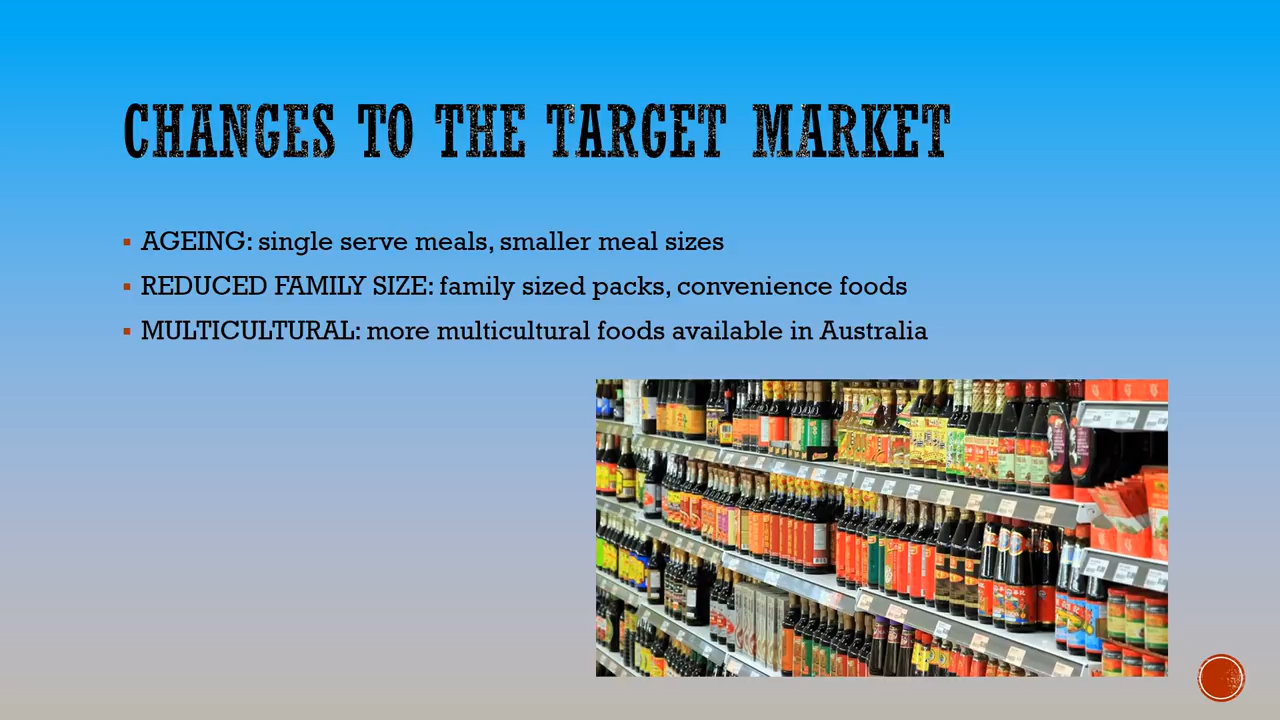 CHANGES TO THE TARGET MARKET
▪ AGEING: single serve meals, smaller meal sizes
▪ REDUCED FAMILY SIZE: family sized packs, convenience foods
▪ MULTICULTURAL: more multicultural foods available in Australia